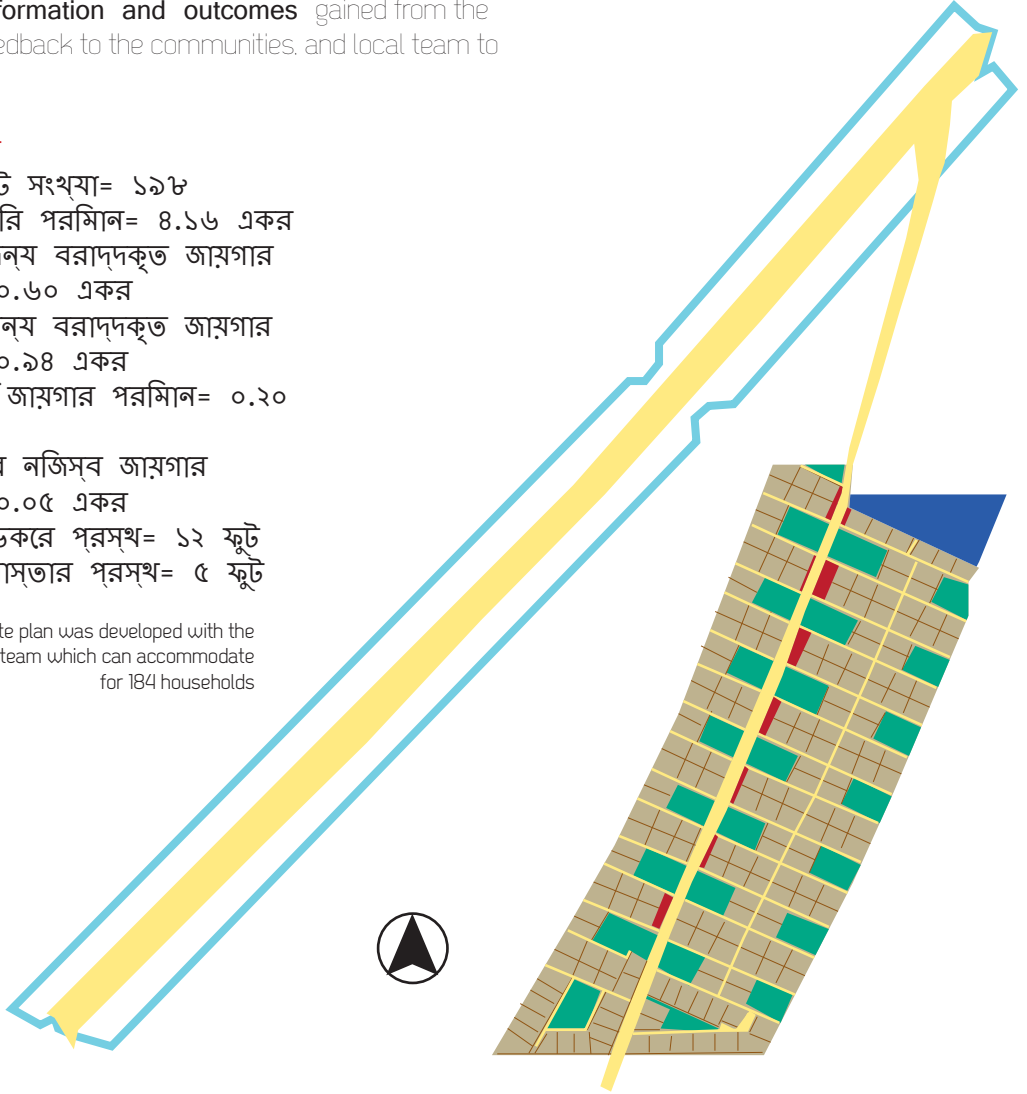 formation and outcomes gained from the
edback to the communities, and local team to
ট সংখ্‌যা= ১৯৮
রি পরমিান= ৪.১৬ একর
ন্‌য বরাদ্‌দকৃত জায়গার
০.৬০ একর
ন্‌য বরাদ্‌দকৃত জায়গার
০.৯৪ একর
জায়গার পরমিান= ০.২০
র নজিস্‌ব জায়গার
০.০৫ একর
ডকরে প্‌রস্‌থ= ১২ ফুট
াস্‌তার প্‌রস্‌থ= ৫ ফুট
te plan was developed with the
team which can accommodate
for 184 households